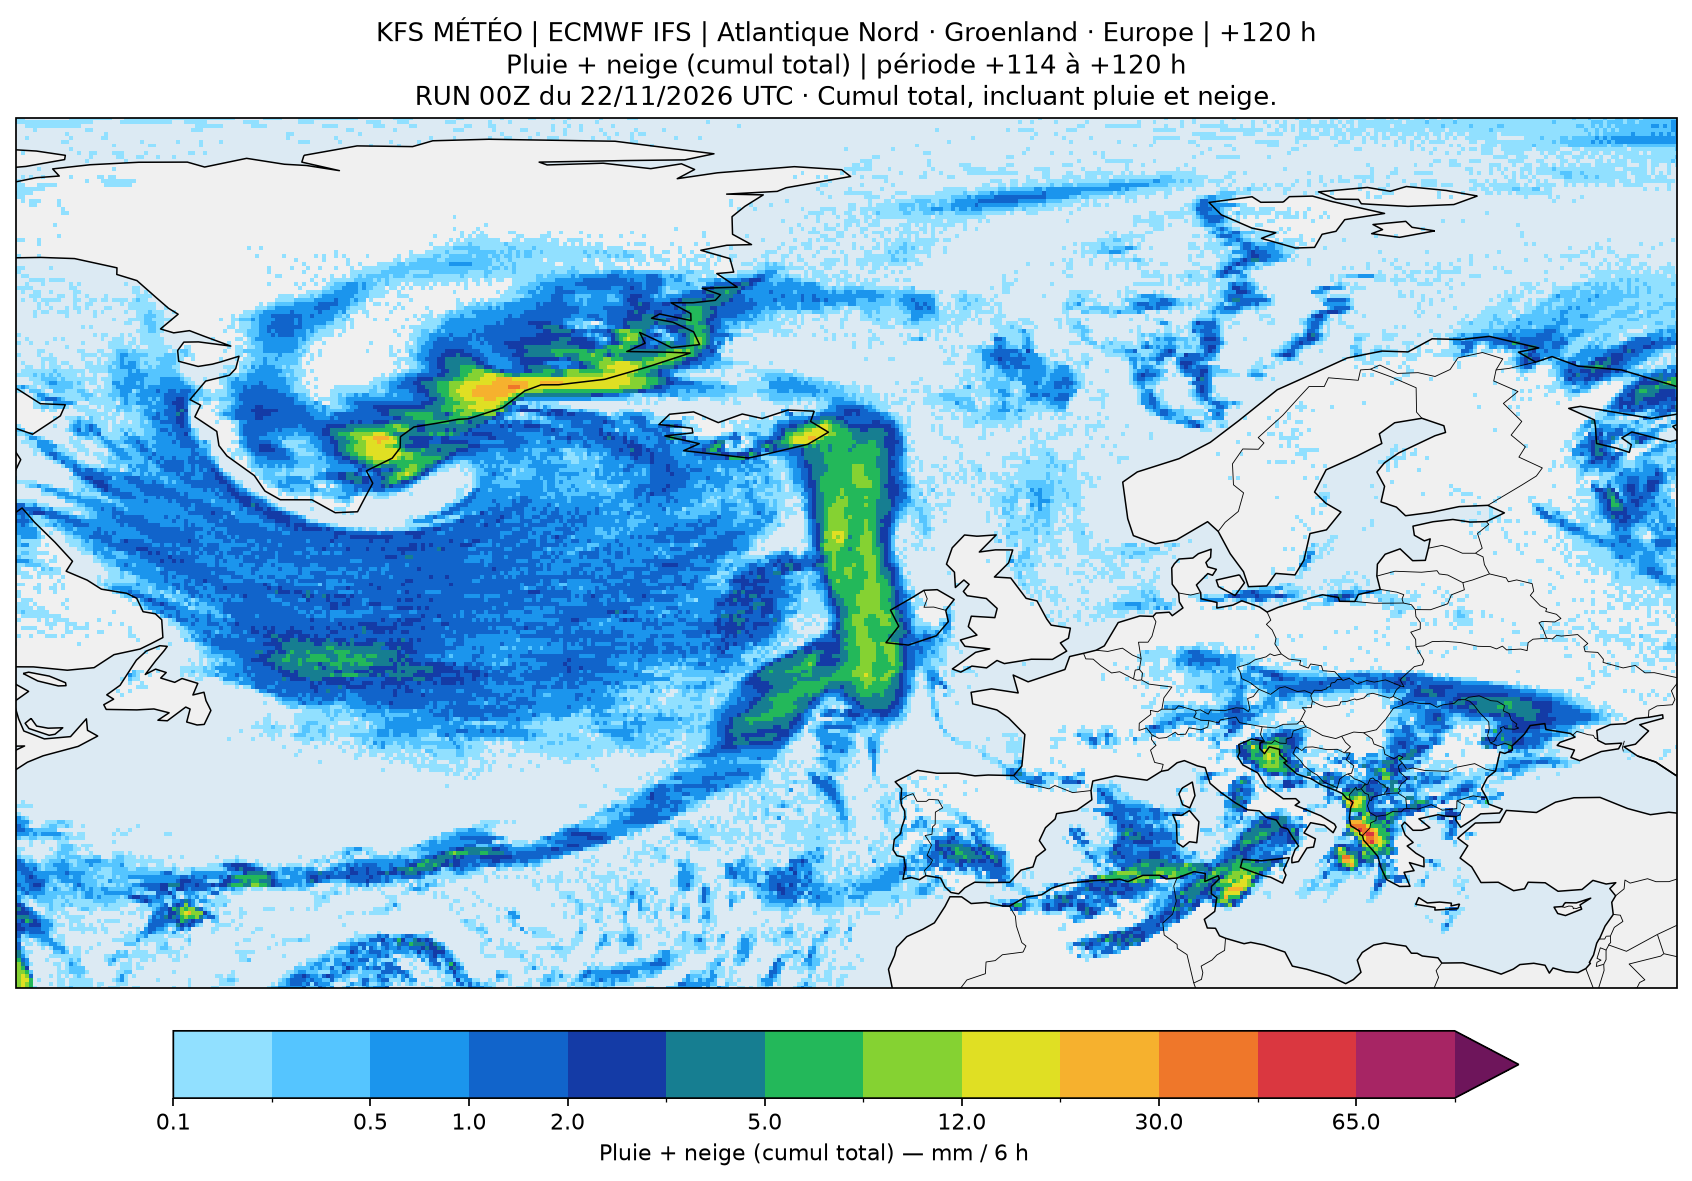 KFS MÉTÉO | ECMWF IFS | Atlantique Nord · Groenland · Europe | +120 h
Pluie + neige (cumul total) | période +114 à +120 h
RUN 00Z du 22/11/2026 UTC · Cumul total, incluant pluie et neige.
0.1 0.5 1.0 2.0 5.0 12.0 30.0 65.0
Pluie + neige (cumul total) — mm / 6 h